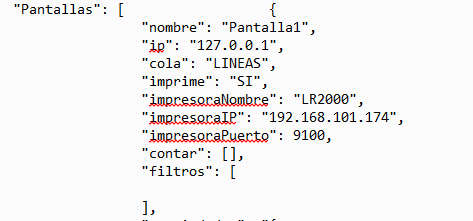 "Pantallas": [ {
"nombre": "Pantalla1",
"ip": "127.0.0.1",
"cola": "LINEAS",
"imprime": "SI",
"impresoraNombre": "LR2000",
"impresoraIP": "192.168.101.174",
"impresoraPuerto": 9100,
"contar": [],
"filtros": [
],